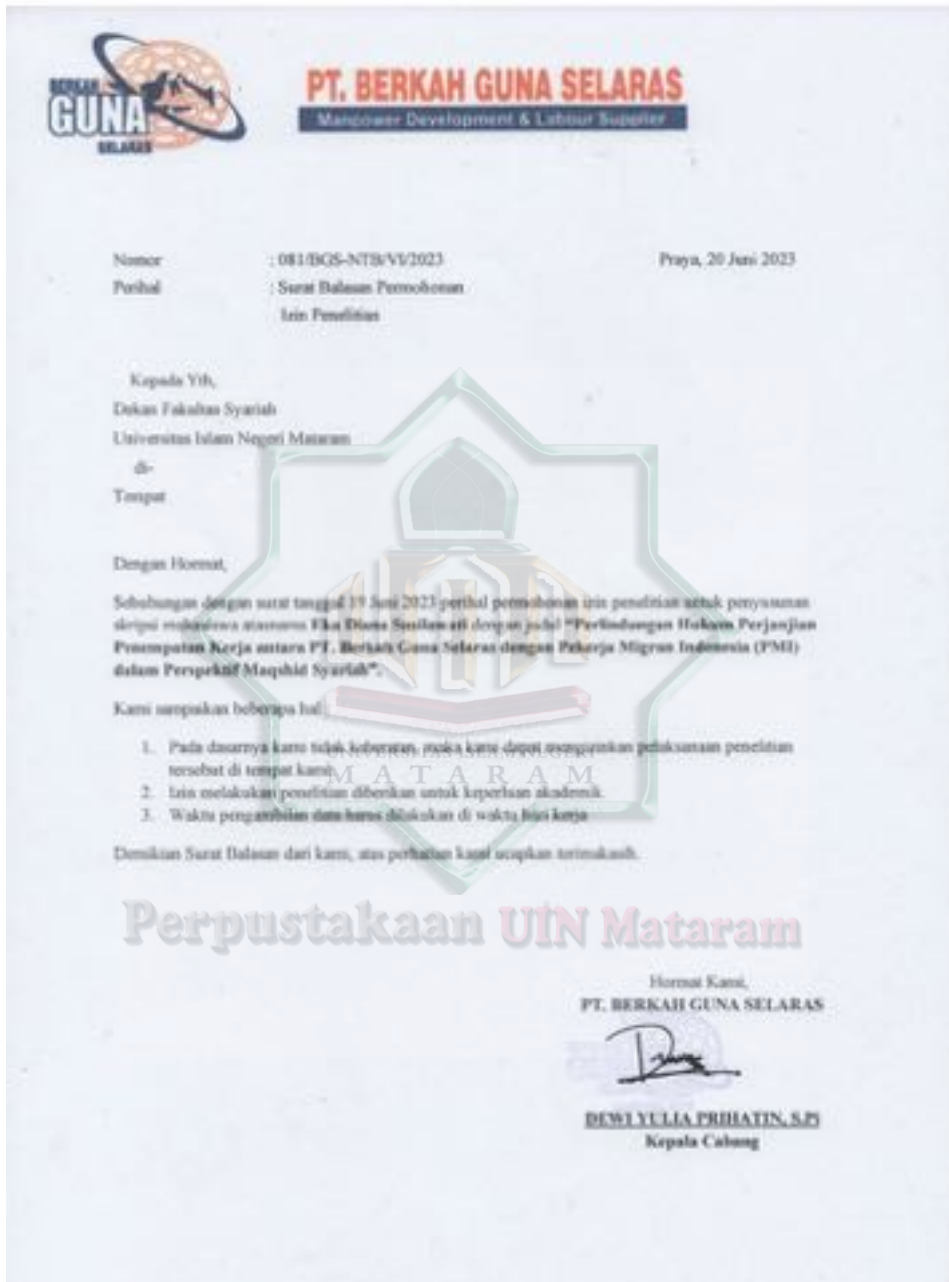 BERKAH
GUNA
SELARAS
PT. BERKAH GUNA SELARAS
Manpower Development & Labour Supplier
Nomor : 081/BGS-NTB/VI/2023 Praya, 20 Juni 2023
Perihal : Surat Balasan Permohonan
Izin Penelitian
Kepada Yth,
Dekan Fakultas Syariah
Universitas Islam Negeri Mataram
di-
Tempat
Dengan Hormat,
Sehubungan dengan surat tanggal 19 Juni 2023 perihal permohonan izin penelitian untuk penyusunan
skripsi mahasiswa atasnama Eka Diana Susilawati dengan judul “Perlindungan Hukum Perjanjian
Penempatan Kerja antara PT. Berkah Guna Selaras dengan Pekerja Migran Indonesia (PMI)
dalam Perspektif Maqshid Syariah”.
Kami sampaikan beberapa hal :
1. Pada dasarnya kami tidak keberatan, maka kami dapat mengijinkan pelaksanaan penelitian
tersebut di tempat kami.
2. Izin melakukan penelitian diberikan untuk keperluan akademik.
3. Waktu pengambilan data harus dilakukan di waktu hari kerja
Demikian Surat Balasan dari kami, atas perhatian kami ucapkan terimakasih.
UNIVERSITAS ISLAM NEGERI
MATARAM
Perpustakaan UIN Mataram
Hormat Kami,
PT. BERKAH GUNA SELARAS
DEWI YULIA PRIHATIN, S.PI
Kepala Cabang